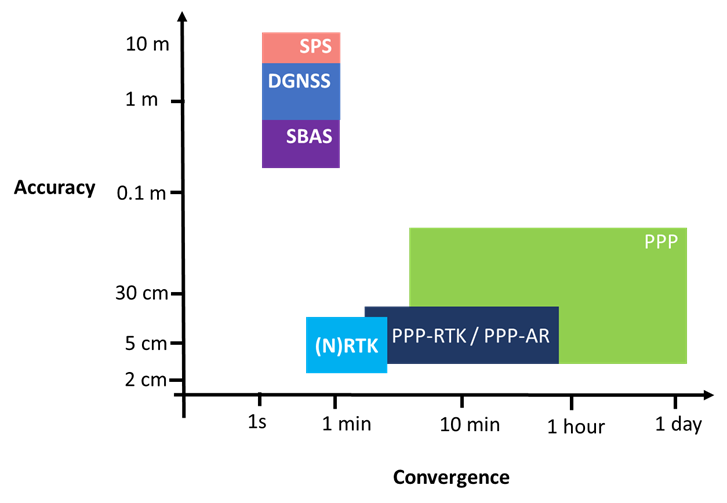 10 m
SPS
DGNSS
1 m
SBAS
Accuracy
0.1 m
PPP
30 cm
PPP-RTK / PPP-AR
(N)RTK
5 cm
2 cm
1s
1 min
10 min
1 hour
1 day
Convergence